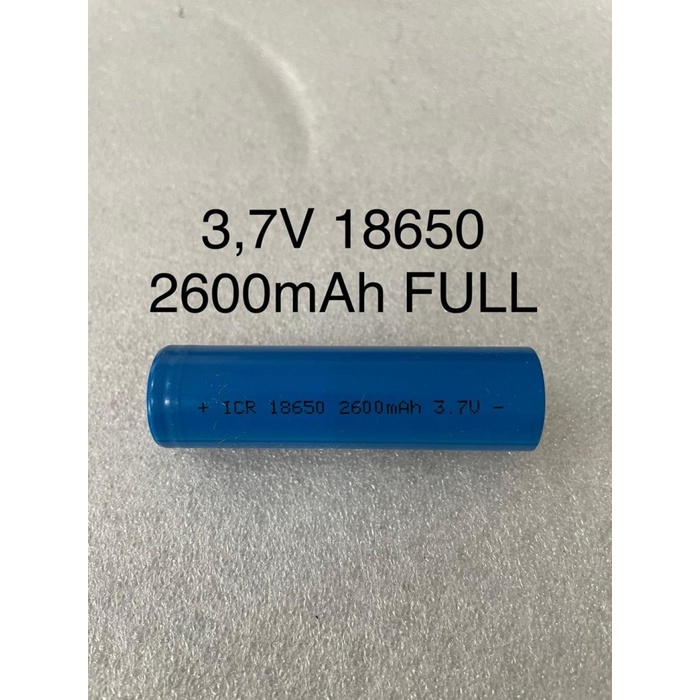 3,7V 18650
2600mAh FULL
+ ICR 18650 2600mAh 3.7V -